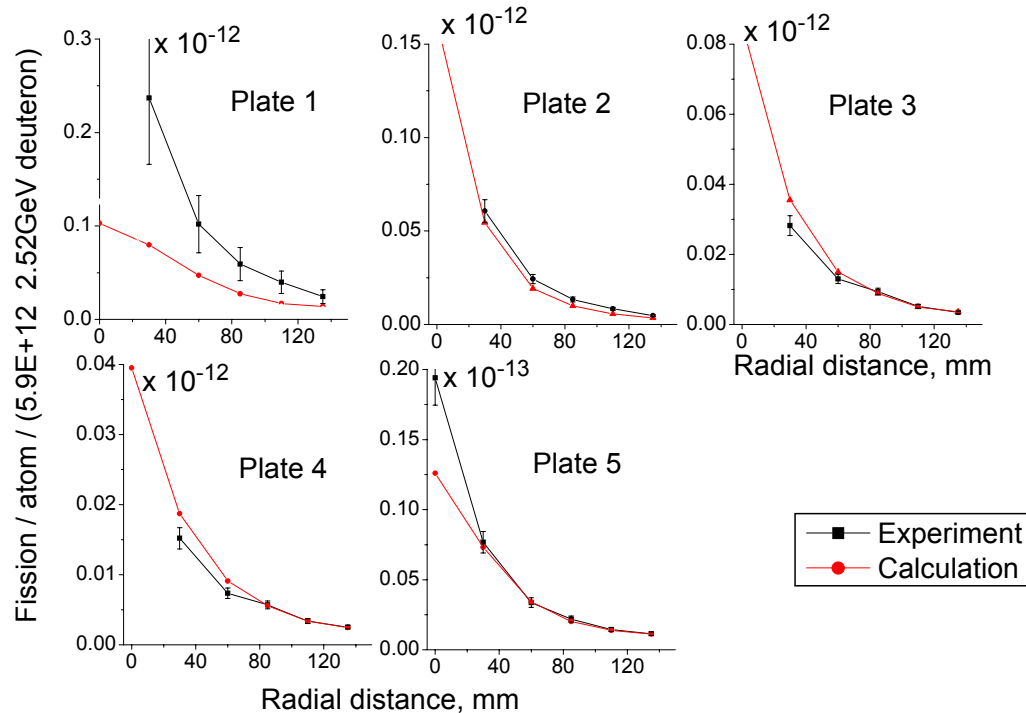 Fission / atom / (5.9E+12 2.52GeV deuteron)
0.3
0.2
0.1
0.0
x 10-12
Plate 1
0 40 80 120
0.15
0.10
0.05
0.00
x 10-12
Plate 2
0 40 80 120
0.08
0.06
0.04
0.02
0.00
x 10-12
Plate 3
0 40 80 120
Radial distance, mm
0.04
0.03
0.02
0.01
0.00
x 10-12
Plate 4
0 40 80 120
0.20
0.15
0.10
0.05
0.00
x 10-13
Plate 5
0 40 80 120
Radial distance, mm
Experiment
Calculation